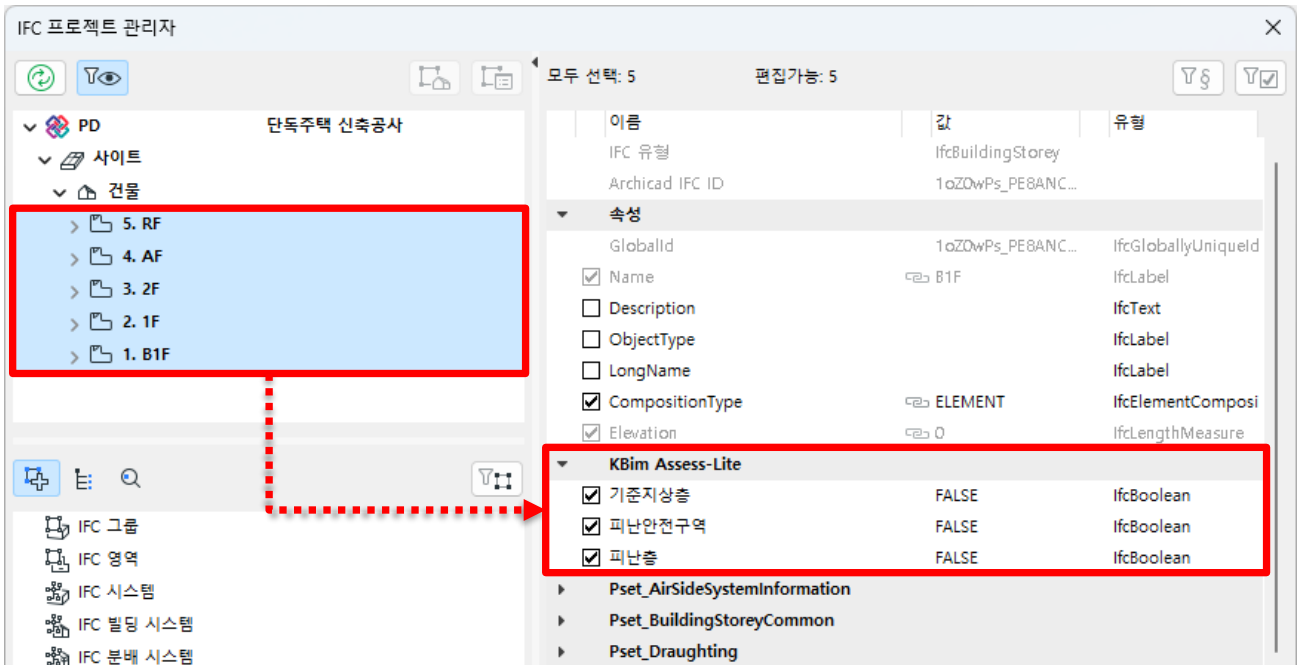 IFC 프로젝트 관리자
모두 선택: 5 편집가능: 5
PD 단독주택 신축공사
사이트
건물
5. RF
4. AF
3. 2F
2. 1F
1. B1F
IFC 그룹
IFC 영역
IFC 시스템
IFC 빌딩 시스템
IFC 분배 시스템
이름 값 유형
IFC 유형 IfcBuildingStorey
Archicad IFC ID 1oZ0wPs_PE8ANC...
속성
GlobalId 1oZ0wPs_PE8ANC... IfcGloballyUniqueId
Name B1F IfcLabel
Description IfcText
ObjectType IfcLabel
LongName IfcLabel
CompositionType ELEMENT IfcElementComposi
Elevation 0 IfcLengthMeasure
KBim Assess-Lite
기준지상층 FALSE IfcBoolean
피난안전구역 FALSE IfcBoolean
피난층 FALSE IfcBoolean
Pset_AirSideSystemInformation
Pset_BuildingStoreyCommon
Pset_Draughting